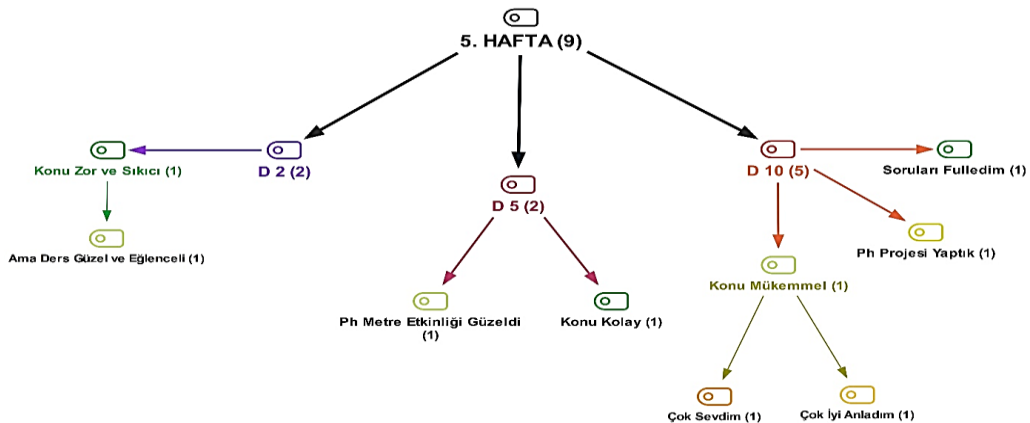 5. HAFTA (9)
Konu Zor ve Sıkıcı (1)
D 2 (2)
D 10 (5)
Soruları Fulledim (1)
D 5 (2)
Ama Ders Güzel ve Eğlenceli (1)
Ph Projesi Yaptık (1)
Konu Mükemmel (1)
Ph Metre Etkinliği Güzeldi
(1)
Konu Kolay (1)
Çok Sevdim (1)
Çok İyi Anladım (1)